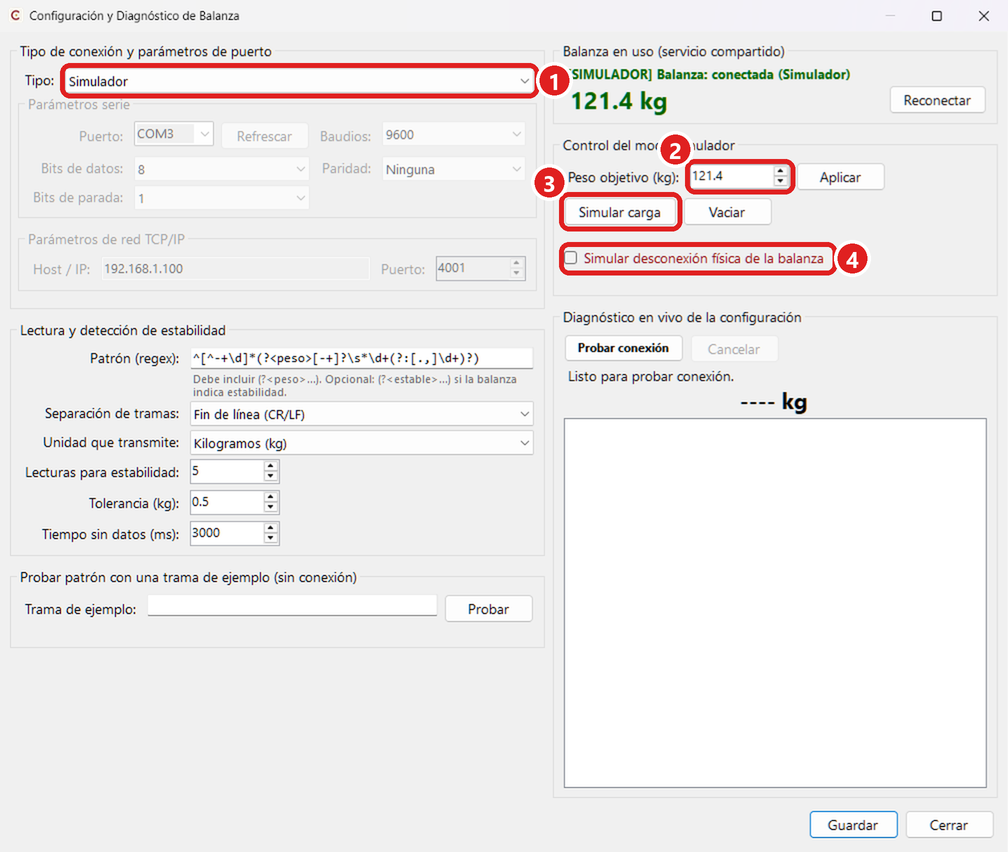 Configuración y Diagnóstico de Balanza
Tipo de conexión y parámetros de puerto
Tipo: Simulador
1
Parámetros serie
Puerto: COM3 Refrescar Baudios: 9600
Bits de datos: 8 Paridad: Ninguna
Bits de parada: 1
Parámetros de red TCP/IP
Host / IP: 192.168.1.100 Puerto: 4001
Lectura y detección de estabilidad
Patrón (regex): ^[^-+\d]*(?<peso>[-+]?\s*\d+(?:[.,]\d+)?)
Debe incluir (?<peso>...). Opcional: (?<estable>...) si la balanza
indica estabilidad.
Separación de tramas: Fin de línea (CR/LF)
Unidad que transmite: Kilogramos (kg)
Lecturas para estabilidad: 5
Tolerancia (kg): 0.5
Tiempo sin datos (ms): 3000
Probar patrón con una trama de ejemplo (sin conexión)
Trama de ejemplo: Probar
Balanza en uso (servicio compartido)
SIMULADOR] Balanza: conectada (Simulador)
121.4 kg Reconectar
Control del mo ulador
2
Peso objetivo (kg): 121.4 Aplicar
3
Simular carga Vaciar
Simular desconexión física de la balanza
4
Diagnóstico en vivo de la configuración
Probar conexión Cancelar
Listo para probar conexión.
---- kg
Guardar Cerrar